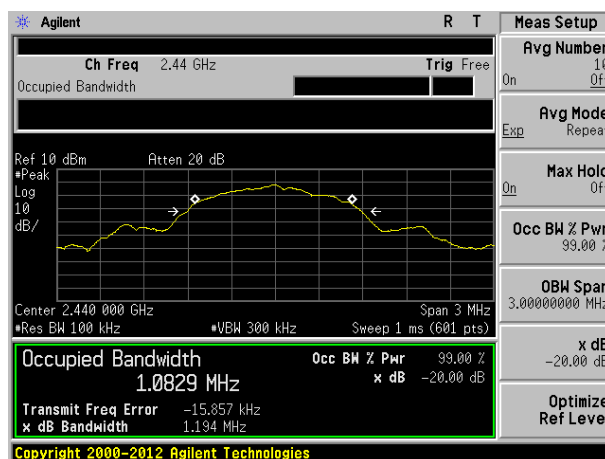 Agilent R T Meas Setup
Ch Freq 2.44 GHz Trig Free
Occupied Bandwidth
Ref 10 dBm Atten 20 dB
#Peak
Log
10
dB/
Center 2.440 000 GHz Span 3 MHz
#Res BW 100 kHz #VBW 300 kHz Sweep 1 ms (601 pts)
Occupied Bandwidth Occ BW % Pwr 99.00 %
1.0829 MHz x dB -20.00 dB
Transmit Freq Error -15.857 kHz
x dB Bandwidth 1.194 MHz
Copyright 2000-2012 Agilent Technologies
Avg Number
10
On Off
Avg Mode
Exp Repeat
Max Hold
On Off
Occ BW % Pwr
99.00 %
OBW Span
3.00000000 MHz
x dB
-20.00 dB
Optimize
Ref Level